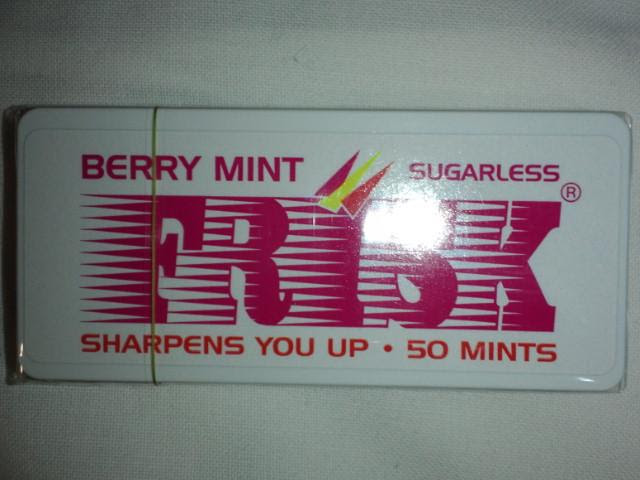 BERRY MINT SUGARLESS
FRISK®
SHARPENS YOU UP • 50 MINTS